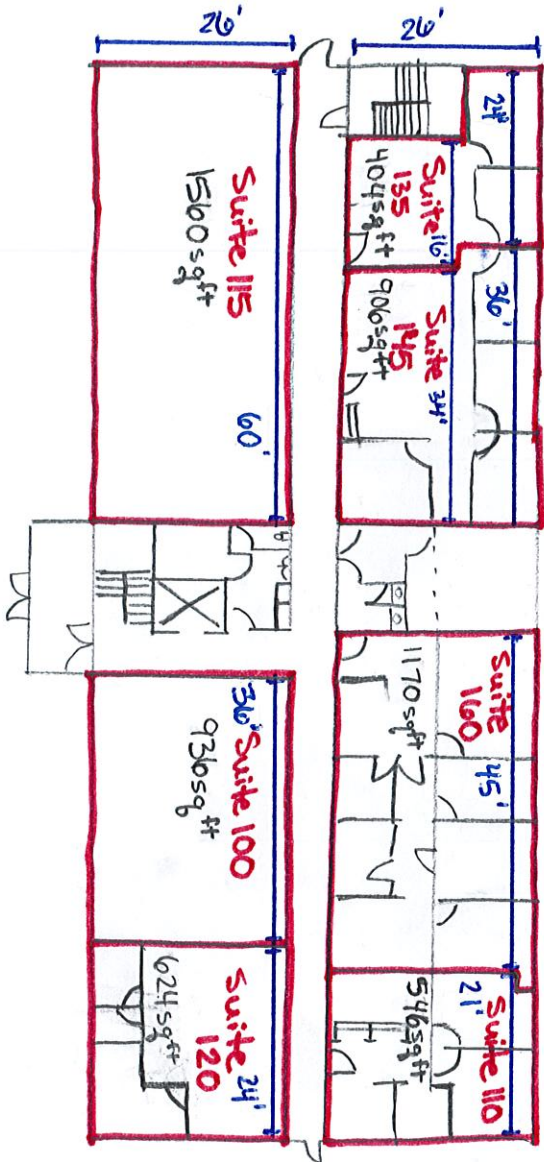 26'
26'
24'
Suite
135
404 sq ft
16'
36'
Suite
145
906 sq ft
34'
Suite 115
1560 sq ft
60'
Suite
160
1170 sq ft
45'
36'
Suite 100
936 sq ft
Suite 110
546 sq ft
21'
Suite
120
624 sq ft
24'